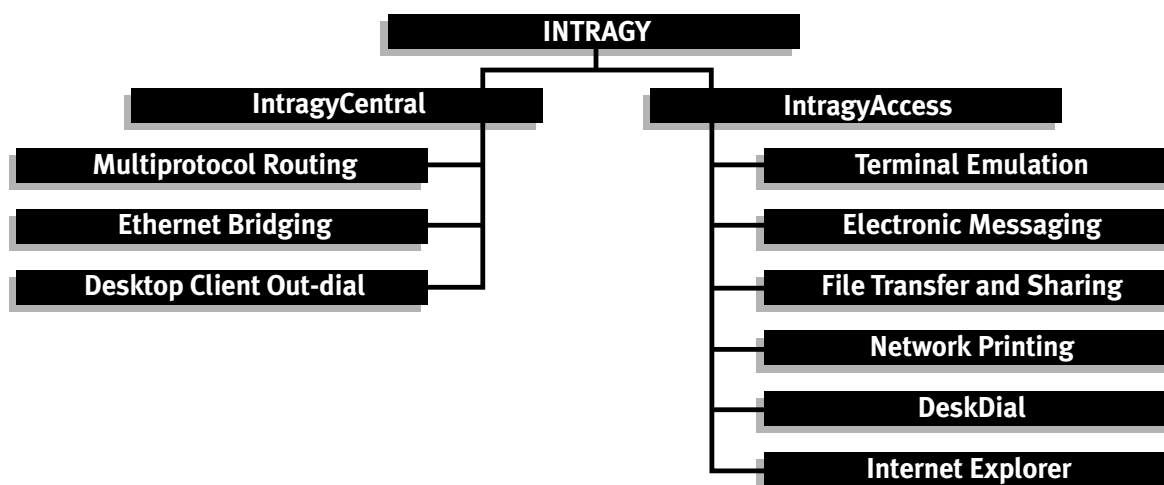 INTRAGY
IntragyCentral
Multiprotocol Routing
Ethernet Bridging
Desktop Client Out-dial
IntragyAccess
Terminal Emulation
Electronic Messaging
File Transfer and Sharing
Network Printing
DeskDial
Internet Explorer